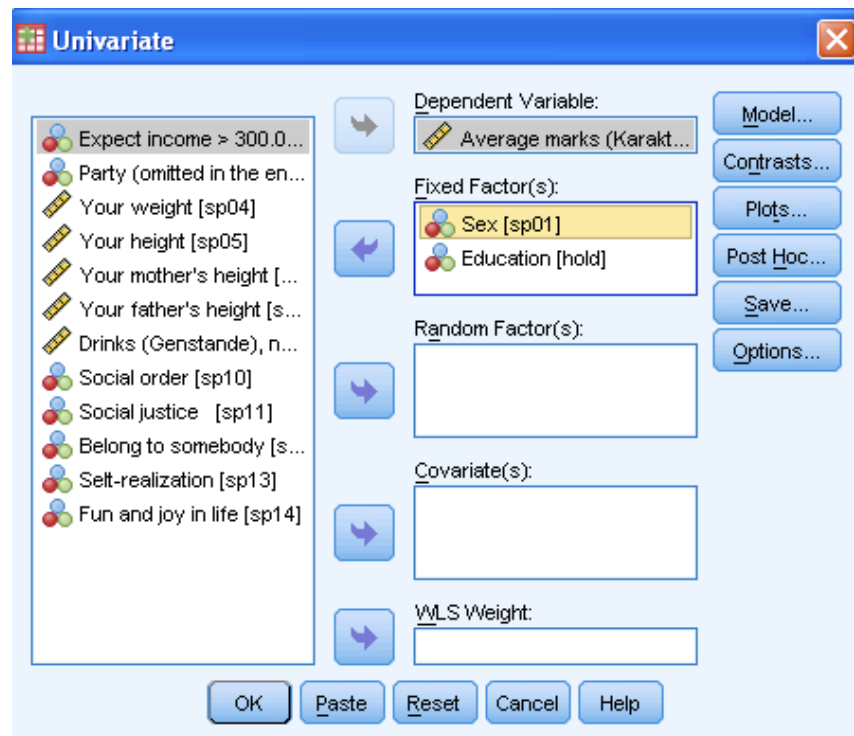 Univariate
Expect income > 300.0...
Party (omitted in the en...
Your weight [sp04]
Your height [sp05]
Your mother's height [...
Your father's height [s...
Drinks (Genstande), n...
Social order [sp10]
Social justice [sp11]
Belong to somebody [s...
Self-realization [sp13]
Fun and joy in life [sp14]
Dependent Variable:
Average marks (Karakt...
Fixed Factor(s):
Sex [sp01]
Education [hold]
Random Factor(s):
Covariate(s):
WLS Weight:
Model...
Contrasts...
Plots...
Post Hoc...
Save...
Options...
OK
Paste
Reset
Cancel
Help